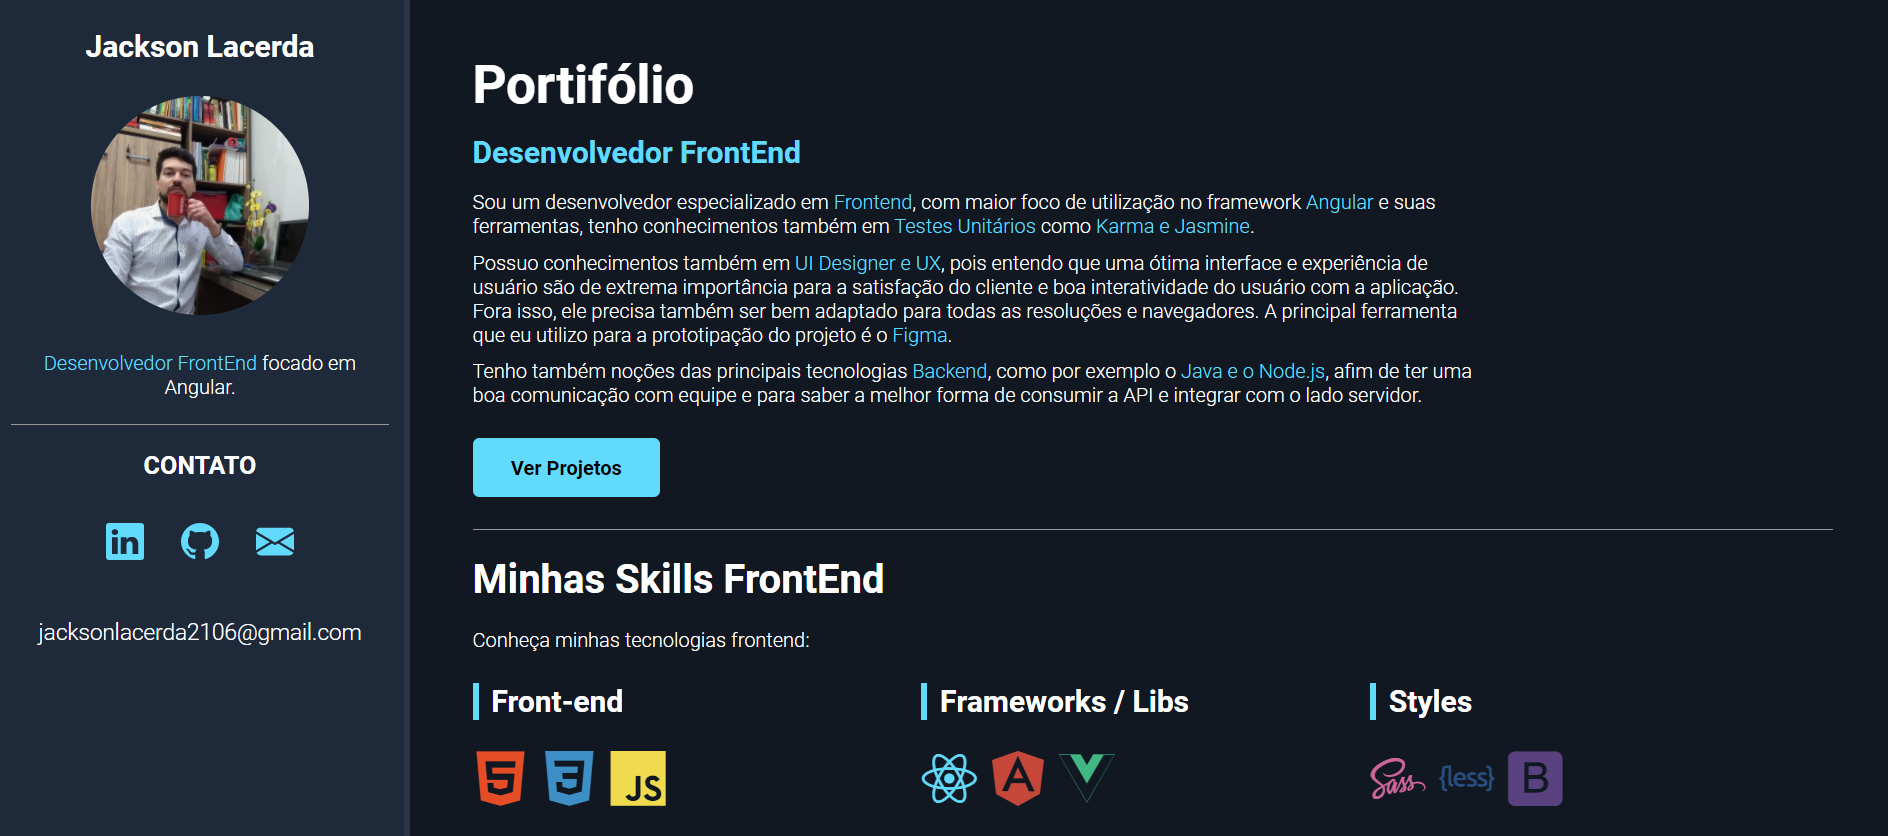 Jackson Lacerda
Desenvolvedor FrontEnd focado em
Angular.
CONTATO
in
jacksonlacerda2106@gmail.com
Portifólio
Desenvolvedor FrontEnd
Sou um desenvolvedor especializado em Frontend, com maior foco de utilização no framework Angular e suas
ferramentas, tenho conhecimentos também em Testes Unitários como Karma e Jasmine.
Possuo conhecimentos também em UI Designer e UX, pois entendo que uma ótima interface e experiência de
usuário são de extrema importância para a satisfação do cliente e boa interatividade do usuário com a aplicação.
Fora isso, ele precisa também ser bem adaptado para todas as resoluções e navegadores. A principal ferramenta
que eu utilizo para a prototipação do projeto é o Figma.
Tenho também noções das principais tecnologias Backend, como por exemplo o Java e o Node.js, afim de ter uma
boa comunicação com equipe e para saber a melhor forma de consumir a API e integrar com o lado servidor.
Ver Projetos
Minhas Skills FrontEnd
Conheça minhas tecnologias frontend:
Front-end
5 3 JS
Frameworks / Libs
A V
Styles
Sass {less} B